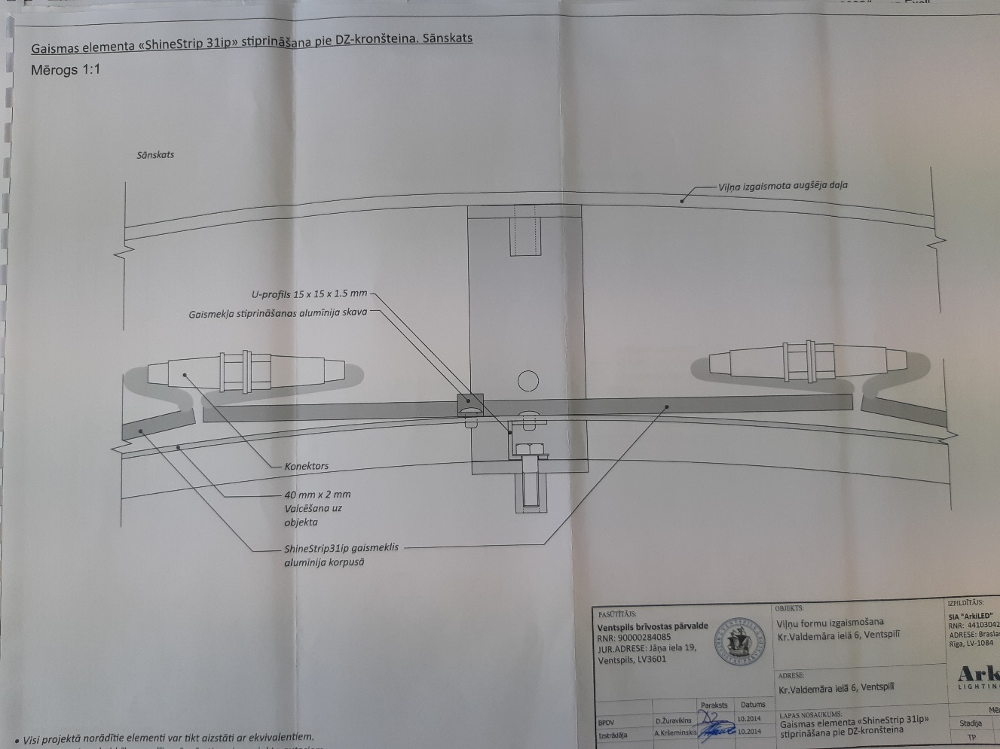 Gaismas elementa «ShineStrip 31ip» stiprināšana pie DZ-kronšteina. Sānskats
Mērogs 1:1
Sānskats
Viļņa izgaismota augšēja daļa
U-profils 15 x 15 x 1.5 mm
Gaismekļa stiprināšanas alumīnija skava
Konektors
40 mm x 2 mm
Valcēšana uz
objekta
ShineStrip31ip gaismeklis
alumīnija korpusā
PASŪTĪTĀJS:
Ventspils brīvostas pārvalde
RNR: 90000284085
JUR.ADRESE: Jāņa iela 19,
Ventspils, LV3601
OBJEKTS:
Viļņu formu izgaismošana
Kr.Valdemāra ielā 6, Ventspilī
IZPILDĪTĀJS:
SIA "ArkiLED"
RNR: 44103042
ADRESE: Braslas
Rīga, LV-1084
ADRESE:
Kr.Valdemāra ielā 6, Ventspilī
Ark
LIGHTIN
Paraksts Datums
BPDV D.Žuravikins 10.2014
Izstrādāja A.Kršeminskis 10.2014
LAPAS NOSAUKUMS:
Gaismas elementa «ShineStrip 31ip»
stiprināšana pie DZ-kronšteina
Mē
Stadija
TP
• Visi projektā norādītie elementi var tikt aizstāti ar ekvivalentiem.